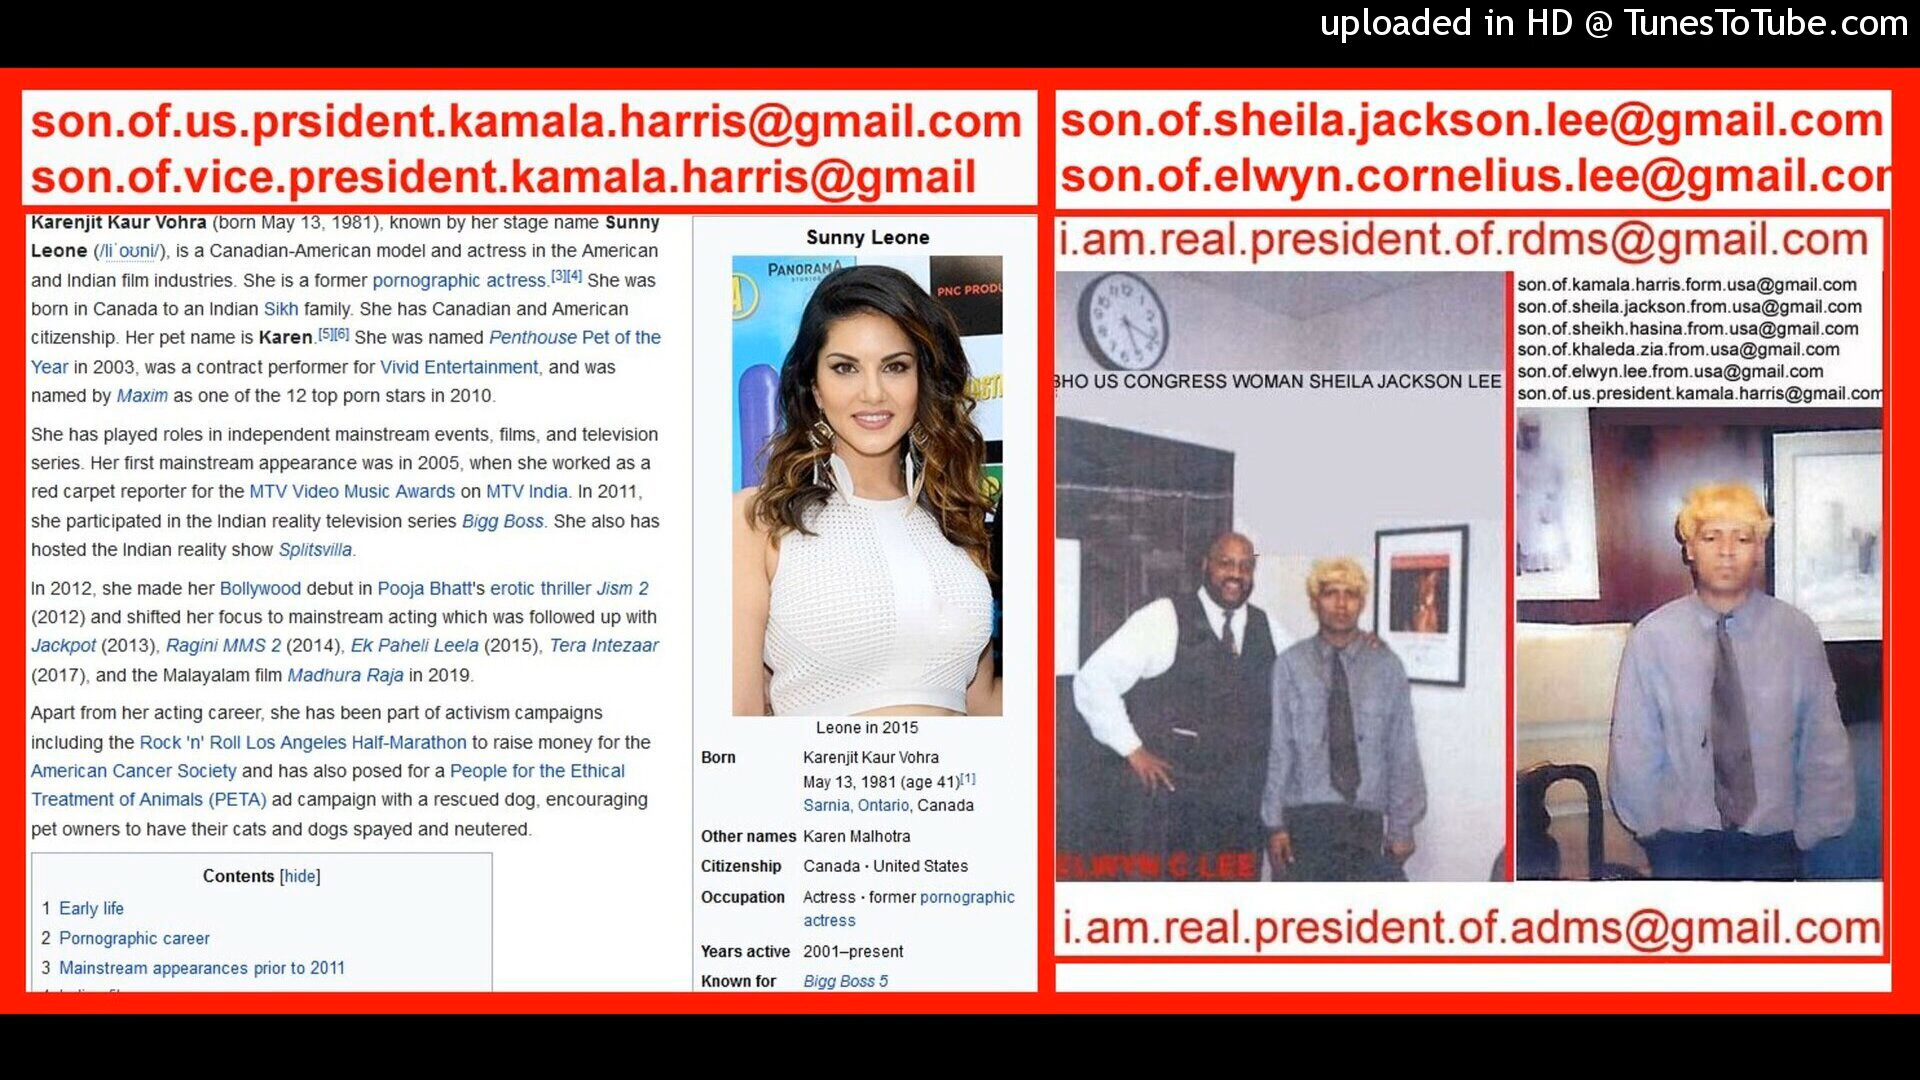 uploaded in HD @ TunesToTube.com
son.of.us.prsident.kamala.harris@gmail.com
son.of.vice.president.kamala.harris@gmail
Karenjit Kaur Vohra (born May 13, 1981), known by her stage name Sunny
Leone (/liˈoʊni/), is a Canadian-American model and actress in the American
and Indian film industries. She is a former pornographic actress.[3][4] She was
born in Canada to an Indian Sikh family. She has Canadian and American
citizenship. Her pet name is Karen.[5][6] She was named Penthouse Pet of the
Year in 2003, was a contract performer for Vivid Entertainment, and was
named by Maxim as one of the 12 top porn stars in 2010.
She has played roles in independent mainstream events, films, and television
series. Her first mainstream appearance was in 2005, when she worked as a
red carpet reporter for the MTV Video Music Awards on MTV India. In 2011,
she participated in the Indian reality television series Bigg Boss. She also has
hosted the Indian reality show Splitsvilla.
In 2012, she made her Bollywood debut in Pooja Bhatt's erotic thriller Jism 2
(2012) and shifted her focus to mainstream acting which was followed up with
Jackpot (2013), Ragini MMS 2 (2014), Ek Paheli Leela (2015), Tera Intezaar
(2017), and the Malayalam film Madhura Raja in 2019.
Apart from her acting career, she has been part of activism campaigns
including the Rock 'n' Roll Los Angeles Half-Marathon to raise money for the
American Cancer Society and has also posed for a People for the Ethical
Treatment of Animals (PETA) ad campaign with a rescued dog, encouraging
pet owners to have their cats and dogs spayed and neutered.
Contents [hide]
1 Early life
2 Pornographic career
3 Mainstream appearances prior to 2011
Sunny Leone
PANORAMA
PNC PRODU
Leone in 2015
Born Karenjit Kaur Vohra
May 13, 1981 (age 41)[1]
Sarnia, Ontario, Canada
Other names Karen Malhotra
Citizenship Canada · United States
Occupation Actress · former pornographic
actress
Years active 2001–present
Known for Bigg Boss 5
son.of.sheila.jackson.lee@gmail.com
son.of.elwyn.cornelius.lee@gmail.cor
i.am.real.president.of.rdms@gmail.com
BHO US CONGRESS WOMAN SHEILA JACKSON LEE
ELWYN C LEE
son.of.kamala.harris.form.usa@gmail.com
son.of.sheila.jackson.from.usa@gmail.com
son.of.sheikh.hasina.from.usa@gmail.com
son.of.khaleda.zia.from.usa@gmail.com
son.of.elwyn.lee.from.usa@gmail.com
son.of.us.president.kamala.harris@gmail.com
i.am.real.president.of.adms@gmail.com